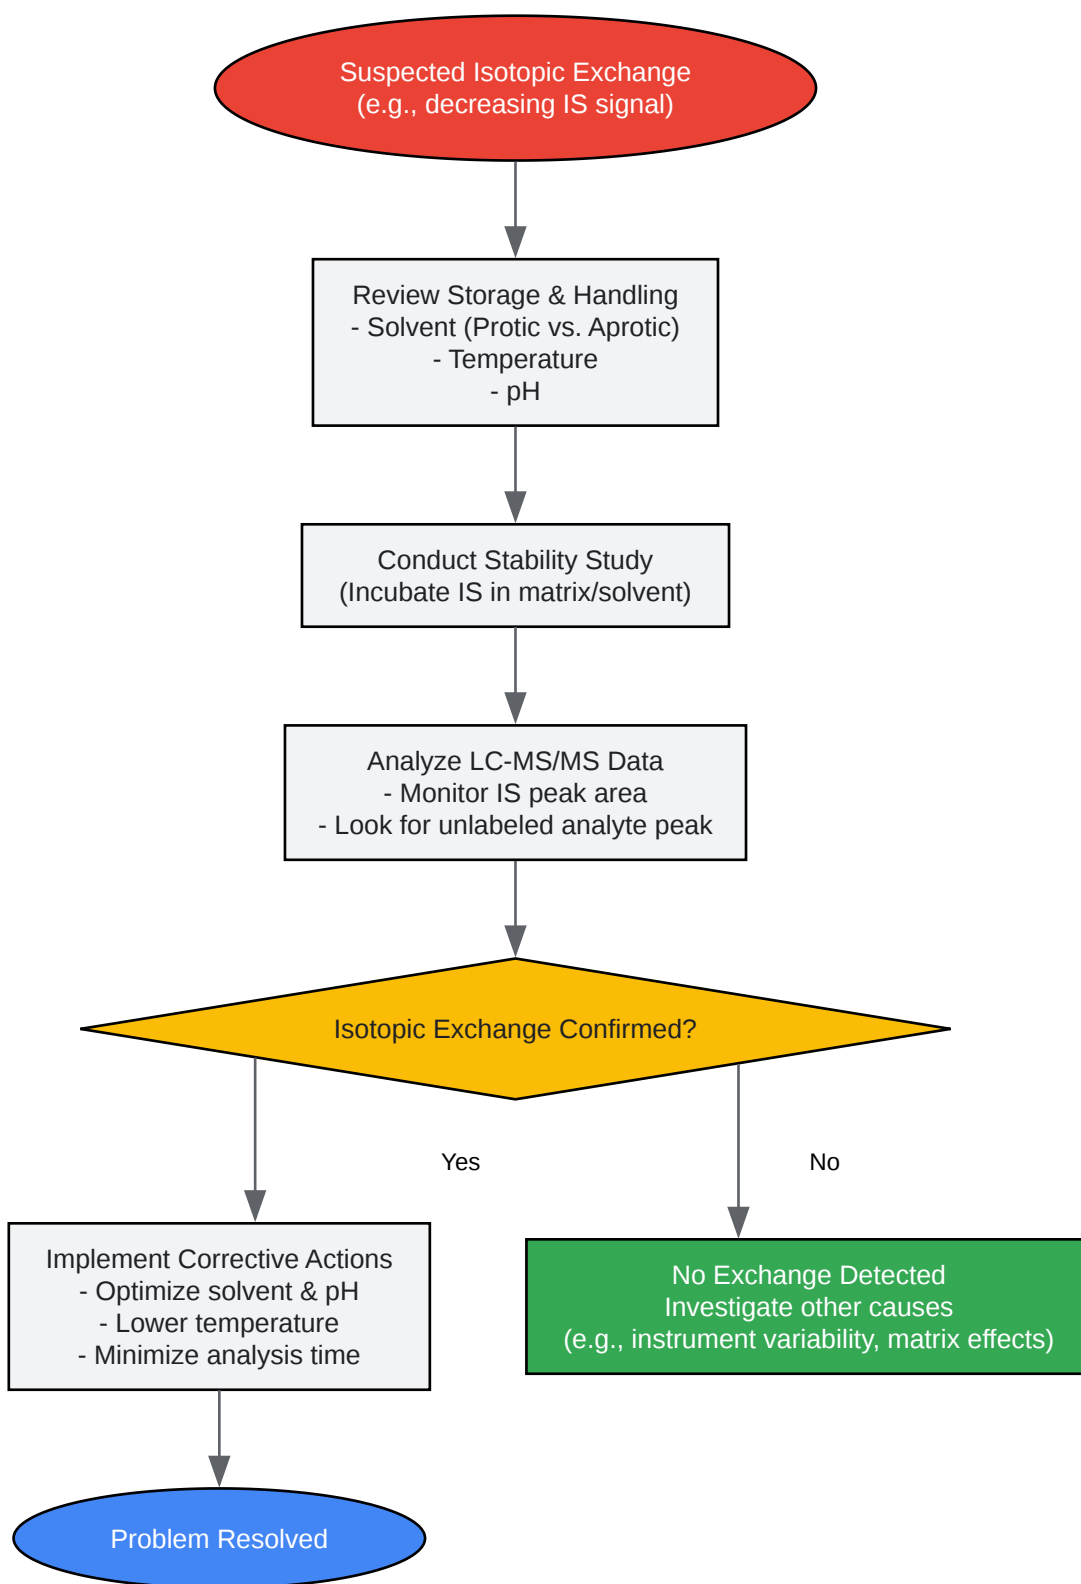 Suspected Isotopic Exchange
(e.g., decreasing IS signal)
Review Storage & Handling
- Solvent (Protic vs. Aprotic)
- Temperature
- pH
Conduct Stability Study
(Incubate IS in matrix/solvent)
Analyze LC-MS/MS Data
- Monitor IS peak area
- Look for unlabeled analyte peak
Isotopic Exchange Confirmed?
Yes
No
Implement Corrective Actions
- Optimize solvent & pH
- Lower temperature
- Minimize analysis time
No Exchange Detected
Investigate other causes
(e.g., instrument variability, matrix effects)
Problem Resolved